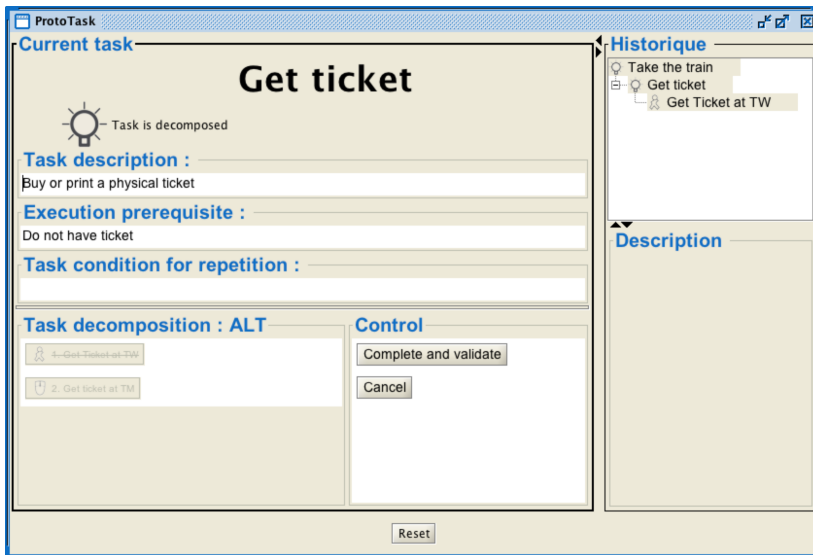 ProtoTask
Current task
Get ticket
Task is decomposed
Task description :
Buy or print a physical ticket
Execution prerequisite :
Do not have ticket
Task condition for repetition :
Task decomposition : ALT
1. Get Ticket at TW
2. Get ticket at TM
Control
Complete and validate
Cancel
Historique
Take the train
Get ticket
Get Ticket at TW
Description
Reset